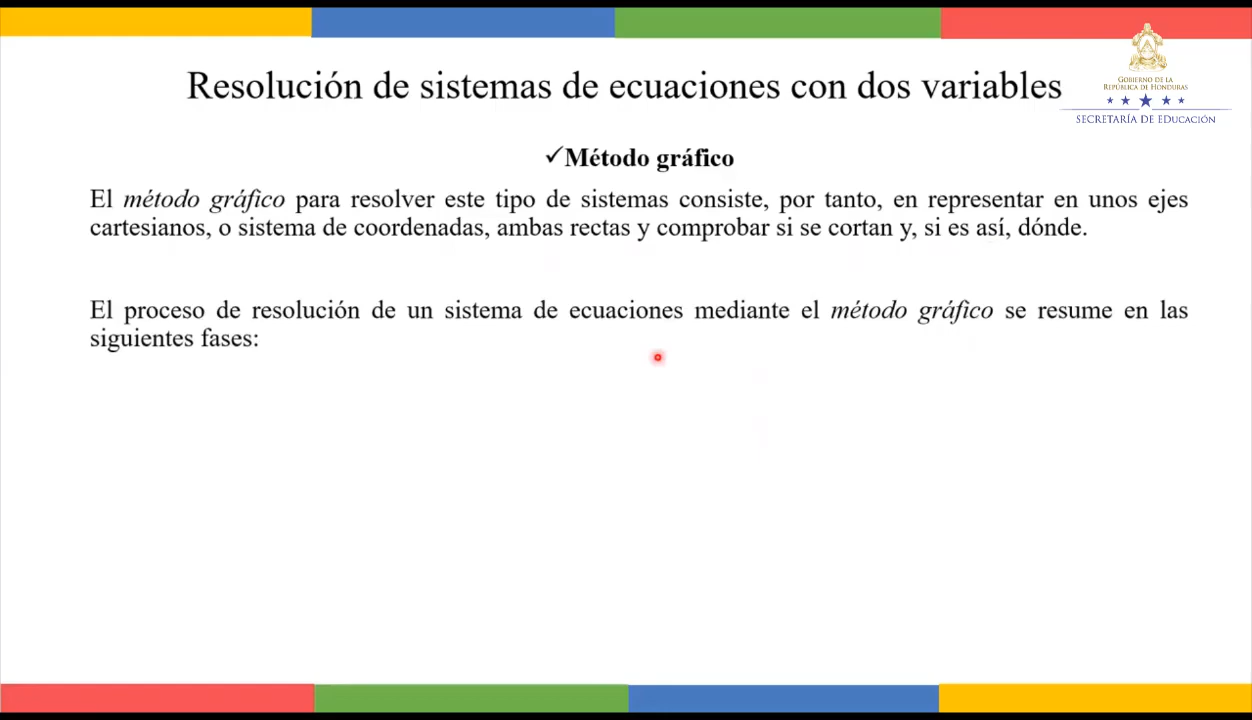 Resolución de sistemas de ecuaciones con dos variables
GOBIERNO DE LA
REPÚBLICA DE HONDURAS
SECRETARÍA DE EDUCACIÓN
✓Método gráfico
El método gráfico para resolver este tipo de sistemas consiste, por tanto, en representar en unos ejes
cartesianos, o sistema de coordenadas, ambas rectas y comprobar si se cortan y, si es así, dónde.
El proceso de resolución de un sistema de ecuaciones mediante el método gráfico se resume en las
siguientes fases: